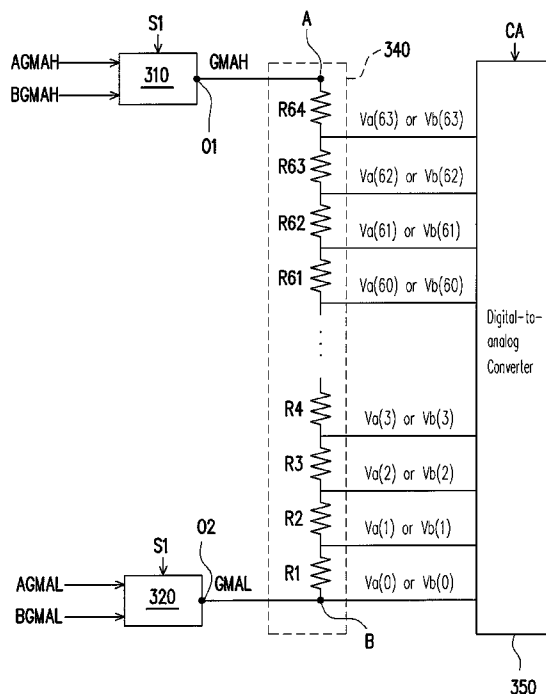 S1
A
340
CA
AGMAH
310
GMAH
BGMAH
O1
R64
Va(63) or Vb(63)
R63
Va(62) or Vb(62)
R62
Va(61) or Vb(61)
R61
Va(60) or Vb(60)
Digital-to-
analog
Converter
R4
Va(3) or Vb(3)
R3
Va(2) or Vb(2)
R2
Va(1) or Vb(1)
S1
O2
R1
AGMAL
320
GMAL
Va(0) or Vb(0)
BGMAL
B
350